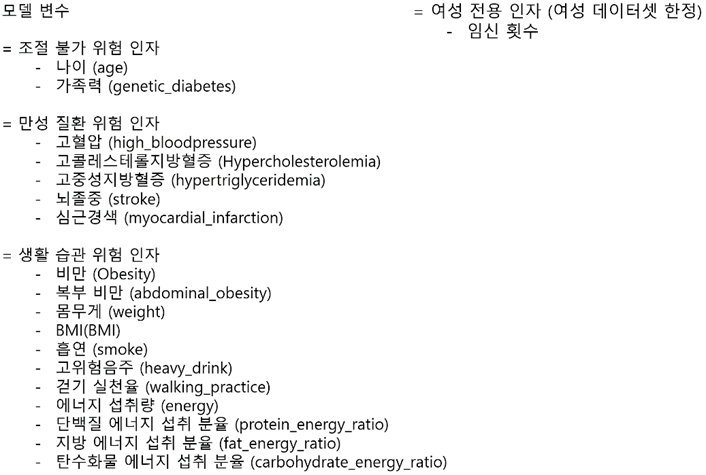 모델 변수
= 조절 불가 위험 인자
- 나이 (age)
- 가족력 (genetic_diabetes)
= 만성 질환 위험 인자
- 고혈압 (high_bloodpressure)
- 고콜레스테롤지방혈증 (Hypercholesterolemia)
- 고중성지방혈증 (hypertriglyceridemia)
- 뇌졸중 (stroke)
- 심근경색 (myocardial_infarction)
= 생활 습관 위험 인자
- 비만 (Obesity)
- 복부 비만 (abdominal_obesity)
- 몸무게 (weight)
- BMI(BMI)
- 흡연 (smoke)
- 고위험음주 (heavy_drink)
- 걷기 실천율 (walking_practice)
- 에너지 섭취량 (energy)
- 단백질 에너지 섭취 분율 (protein_energy_ratio)
- 지방 에너지 섭취 분율 (fat_energy_ratio)
- 탄수화물 에너지 섭취 분율 (carbohydrate_energy_ratio)
= 여성 전용 인자 (여성 데이터셋 한정)
- 임신 횟수